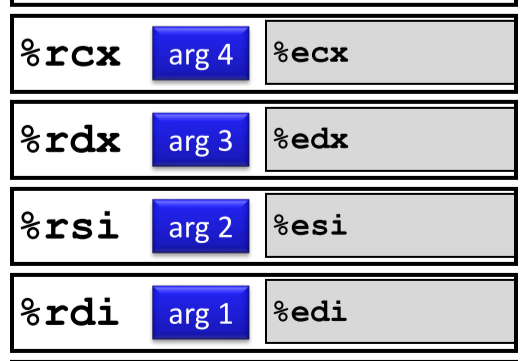 %rcx arg 4 %ecx
%rdx arg 3 %edx
%rsi arg 2 %esi
%rdi arg 1 %edi